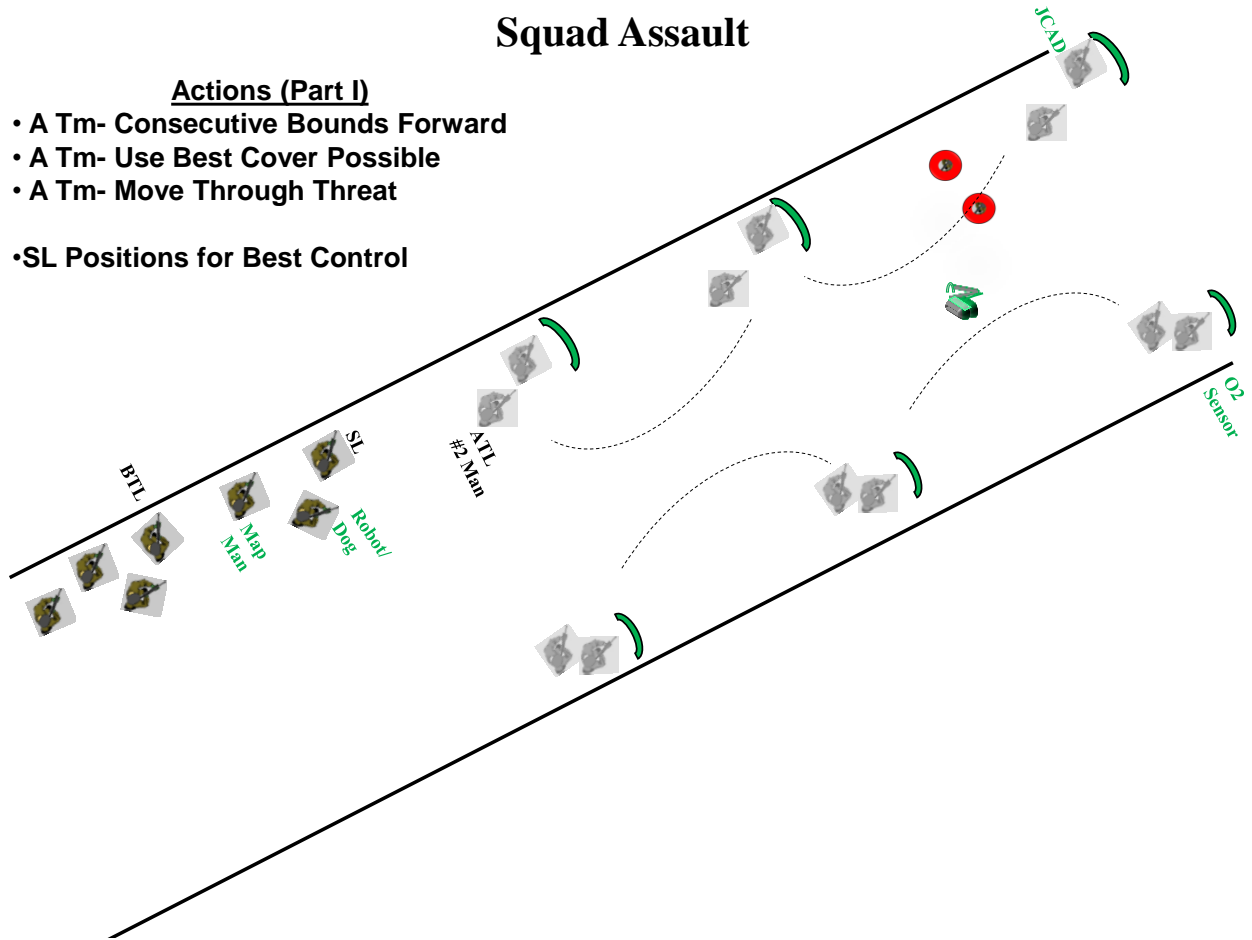 Squad Assault
Actions (Part I)
• A Tm- Consecutive Bounds Forward
• A Tm- Use Best Cover Possible
• A Tm- Move Through Threat
•SL Positions for Best Control
JCAD
O2
Sensor
ATL
#2 Man
SL
Robot/
Dog
Map
Man
BTL